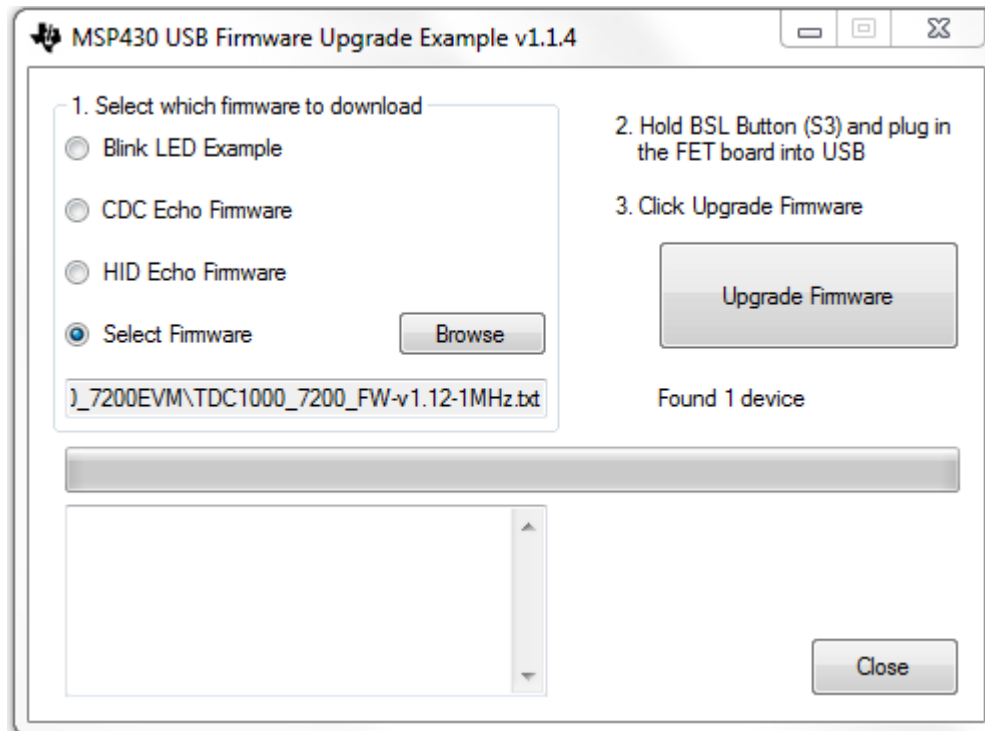 MSP430 USB Firmware Upgrade Example v1.1.4
1. Select which firmware to download
Blink LED Example
CDC Echo Firmware
HID Echo Firmware
Select Firmware
Browse
)_7200EVM\TDC1000_7200_FW-v1.12-1MHz.txt
2. Hold BSL Button (S3) and plug in
the FET board into USB
3. Click Upgrade Firmware
Upgrade Firmware
Found 1 device
Close